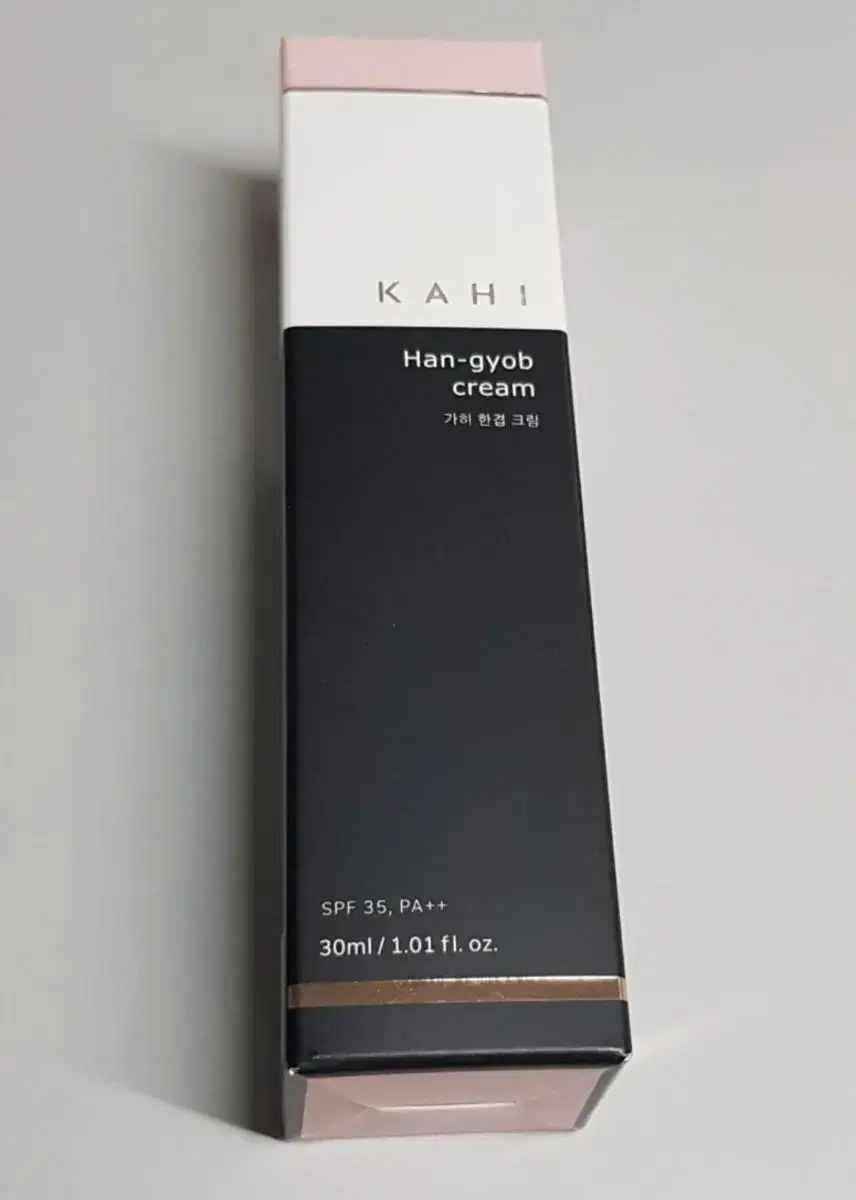 KAHI
Han-gyob
cream
가히 한겹 크림
SPF 35, PA++
30ml / 1.01 fl. oz.